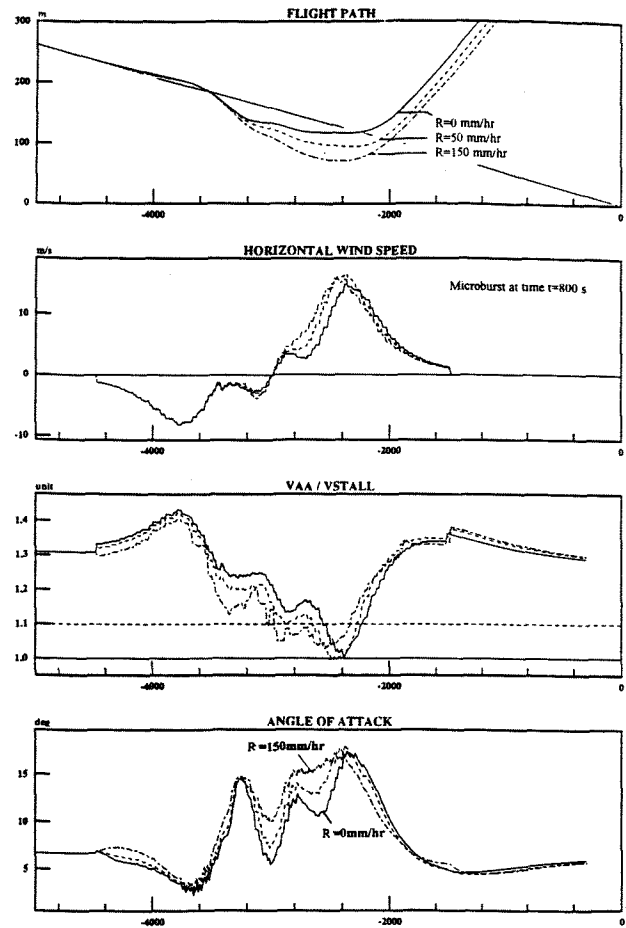 FLIGHT PATH
m
300
200
100
0
R=0 mm/hr
R=50 mm/hr
R=150 mm/hr
-4000
-2000
0
HORIZONTAL WIND SPEED
m/s
10
0
-10
Microburst at time t=800 s
-4000
-2000
0
VAA / VSTALL
unit
1.4
1.3
1.2
1.1
1.0
-4000
-2000
0
ANGLE OF ATTACK
deg
15
10
5
R=150mm/hr
R=0mm/hr
-4000
-2000
0